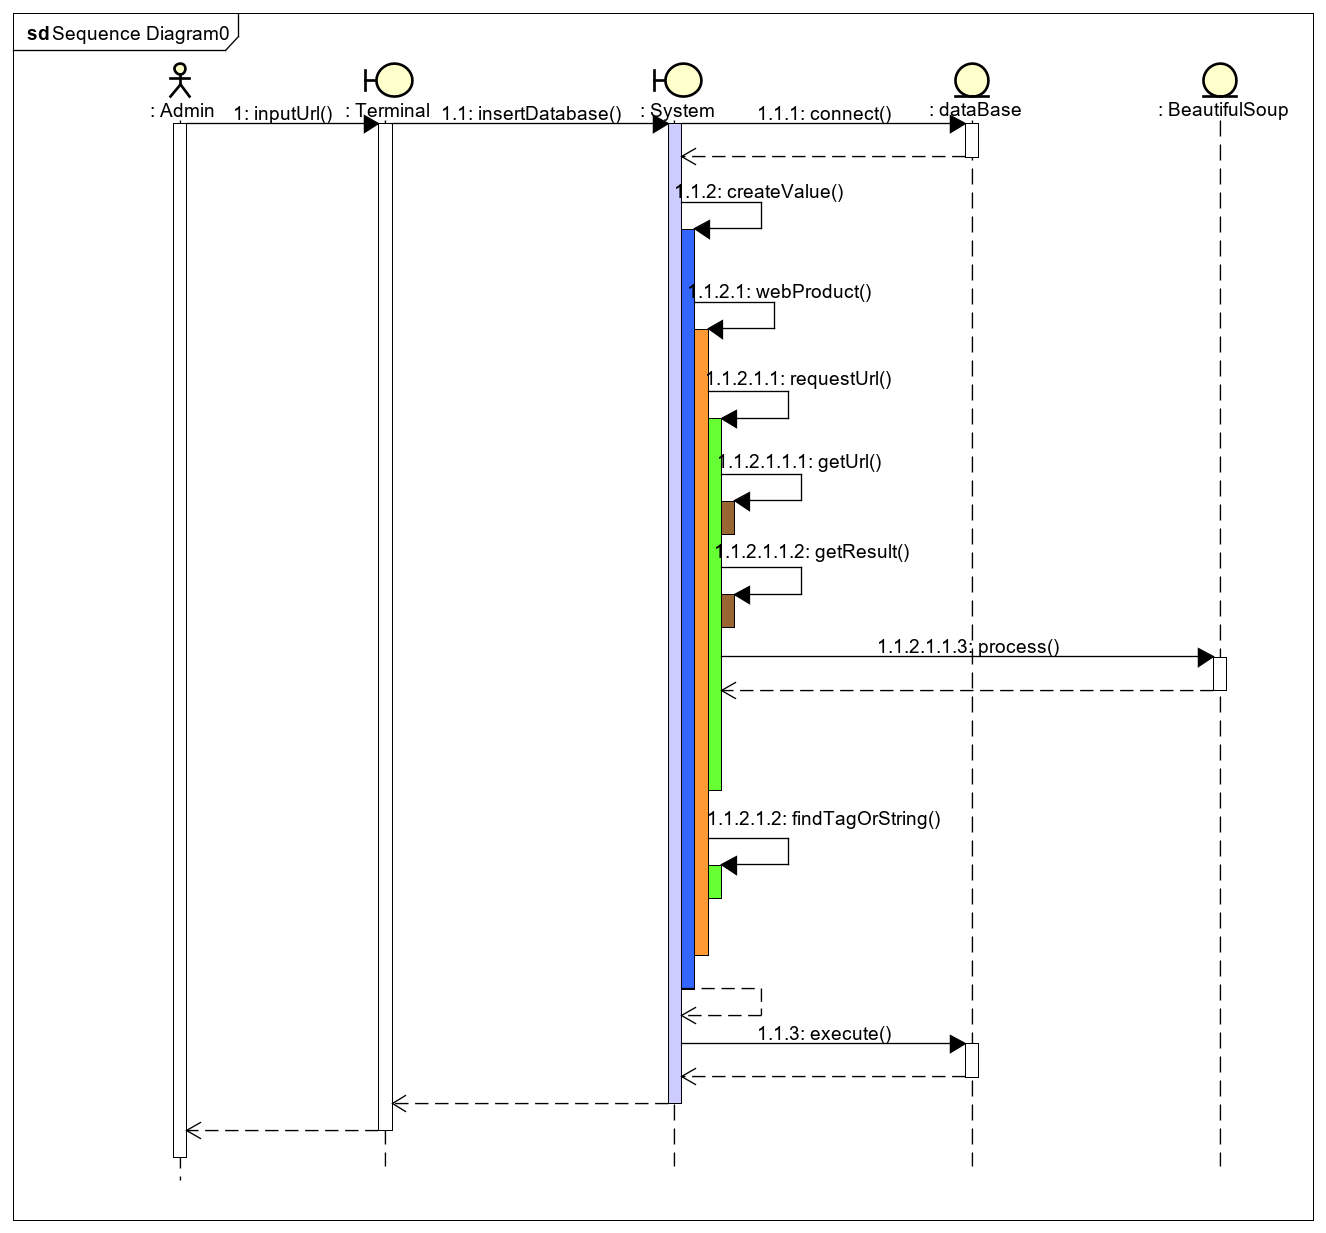 sd Sequence Diagram0
: Admin
1: inputUrl()
: Terminal
1.1: insertDatabase()
: System
1.1.1: connect()
: dataBase
: BeautifulSoup
1.1.2: createValue()
1.1.2.1: webProduct()
1.1.2.1.1: requestUrl()
1.1.2.1.1.1: getUrl()
1.1.2.1.1.2: getResult()
1.1.2.1.1.3: process()
1.1.2.1.2: findTagOrString()
1.1.3: execute()